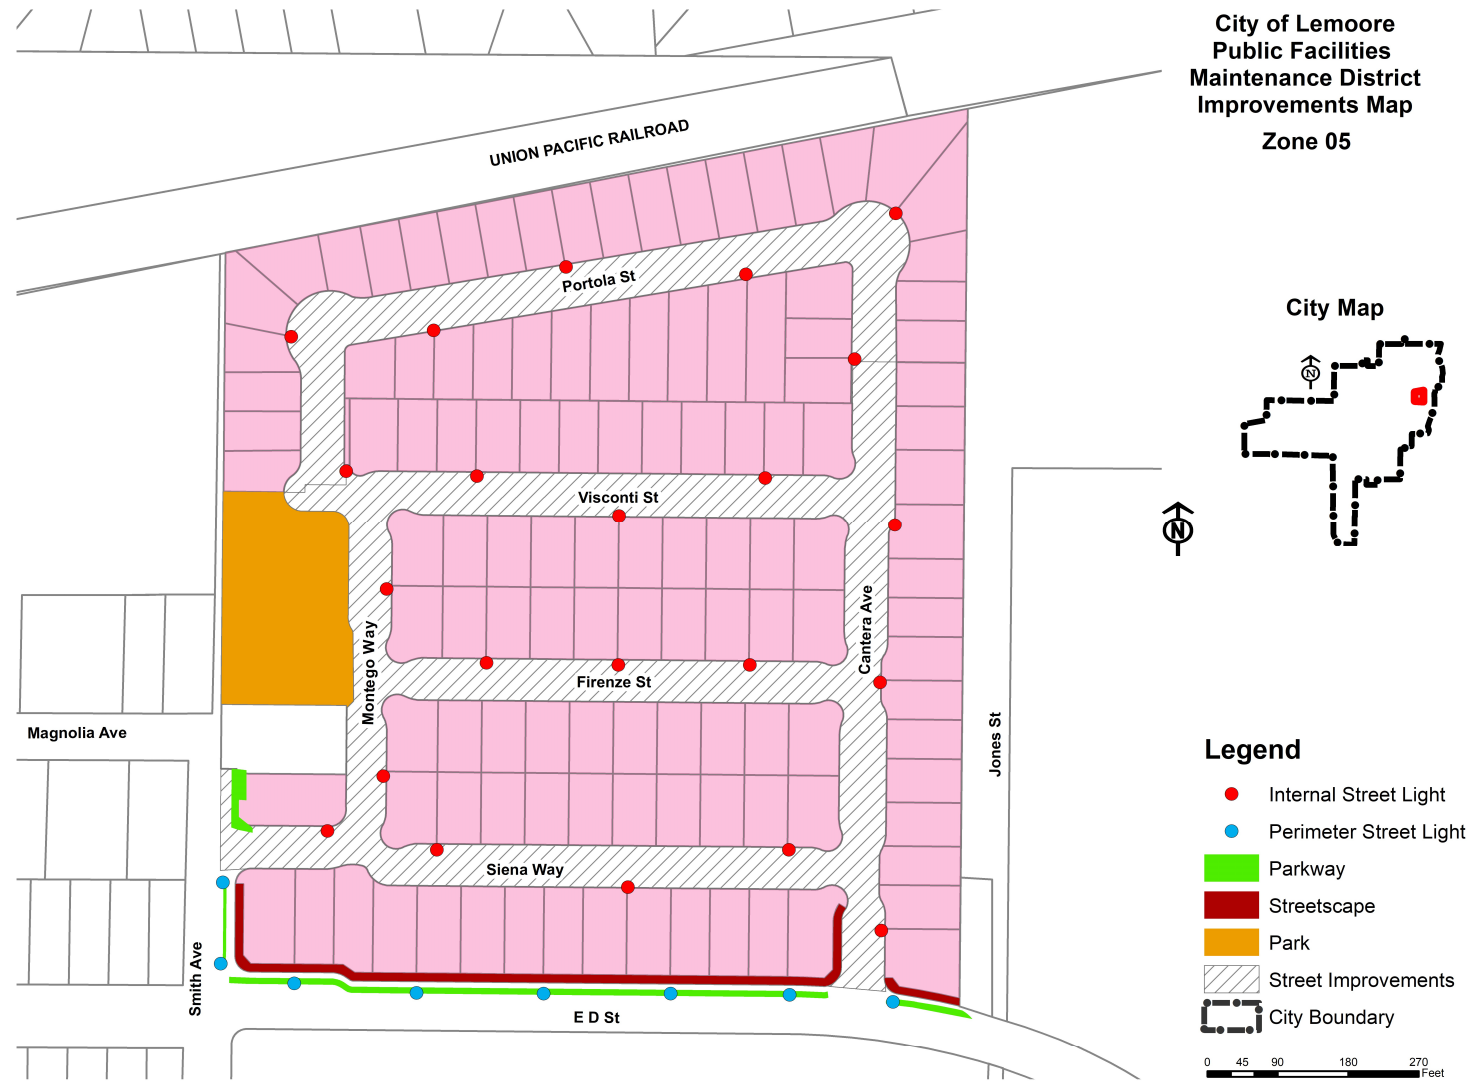 City of Lemoore
Public Facilities
Maintenance District
Improvements Map
Zone 05
UNION PACIFIC RAILROAD
Portola St
City Map
N
Visconti St
N
Cantera Ave
Montego Way
Firenze St
Magnolia Ave
Jones St
Siena Way
Smith Ave
E D St
Legend
Internal Street Light
Perimeter Street Light
Parkway
Streetscape
Park
Street Improvements
City Boundary
0 45 90 180 270
Feet